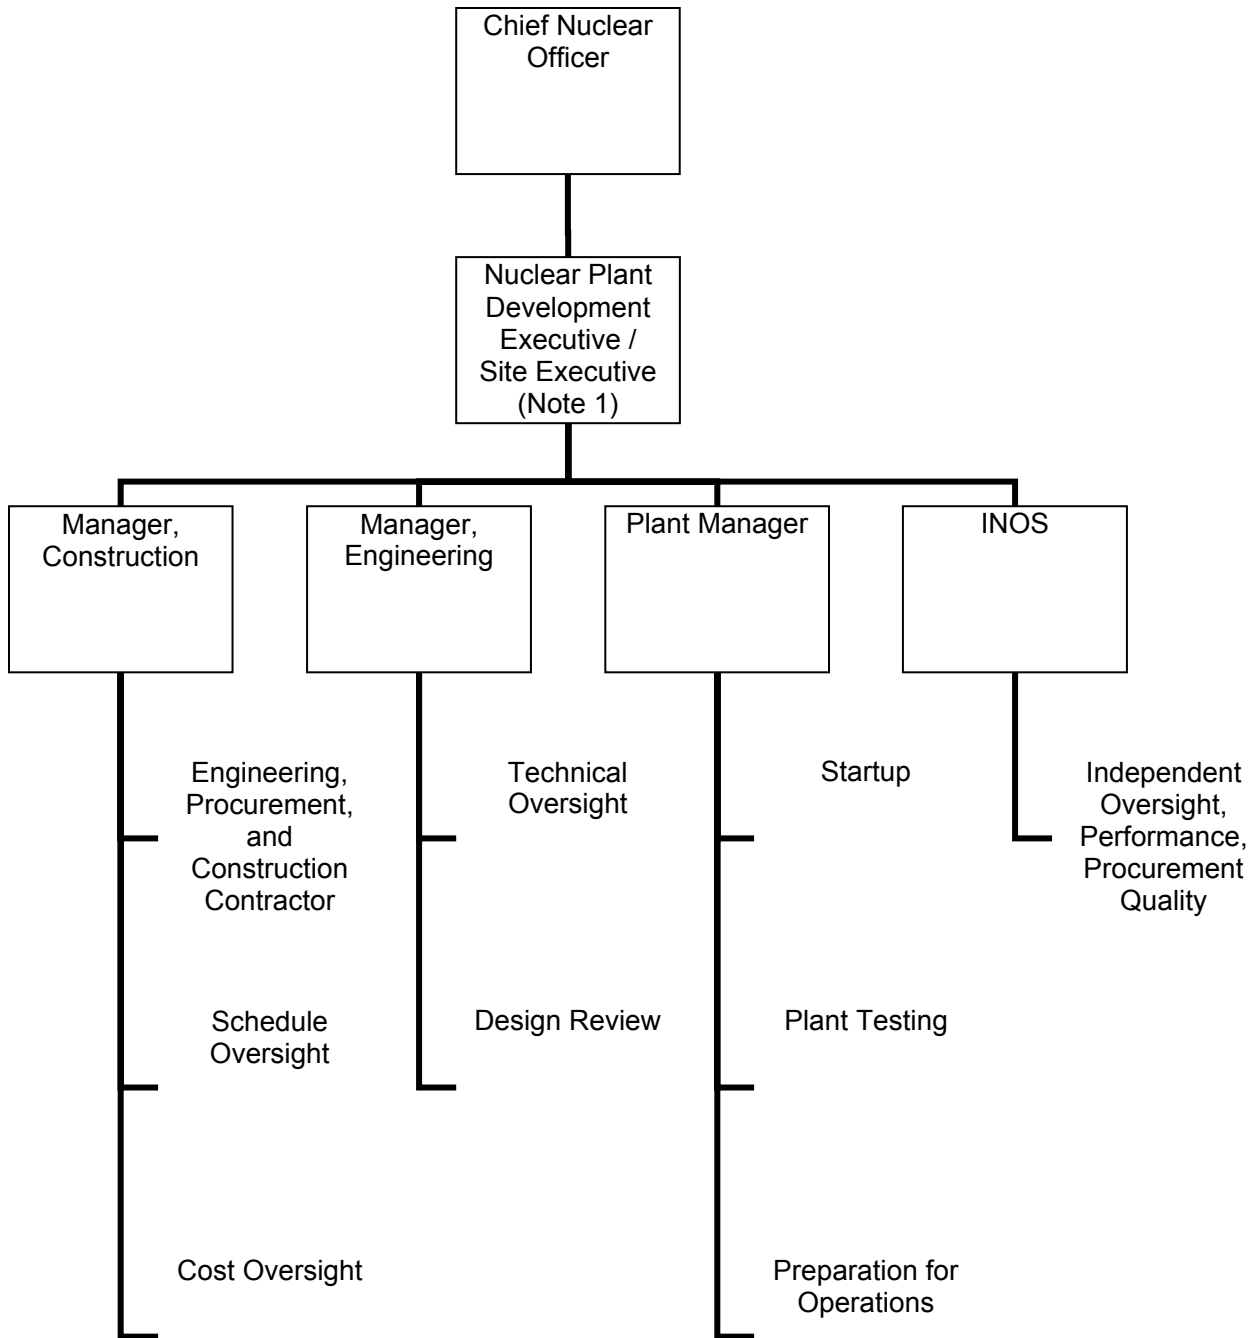 Chief Nuclear
Officer
Nuclear Plant
Development
Executive /
Site Executive
(Note 1)
Manager,
Construction
Manager,
Engineering
Plant Manager
INOS
Engineering,
Procurement,
and
Construction
Contractor
Technical
Oversight
Startup
Independent
Oversight,
Performance,
Procurement
Quality
Schedule
Oversight
Design Review
Plant Testing
Cost Oversight
Preparation for
Operations